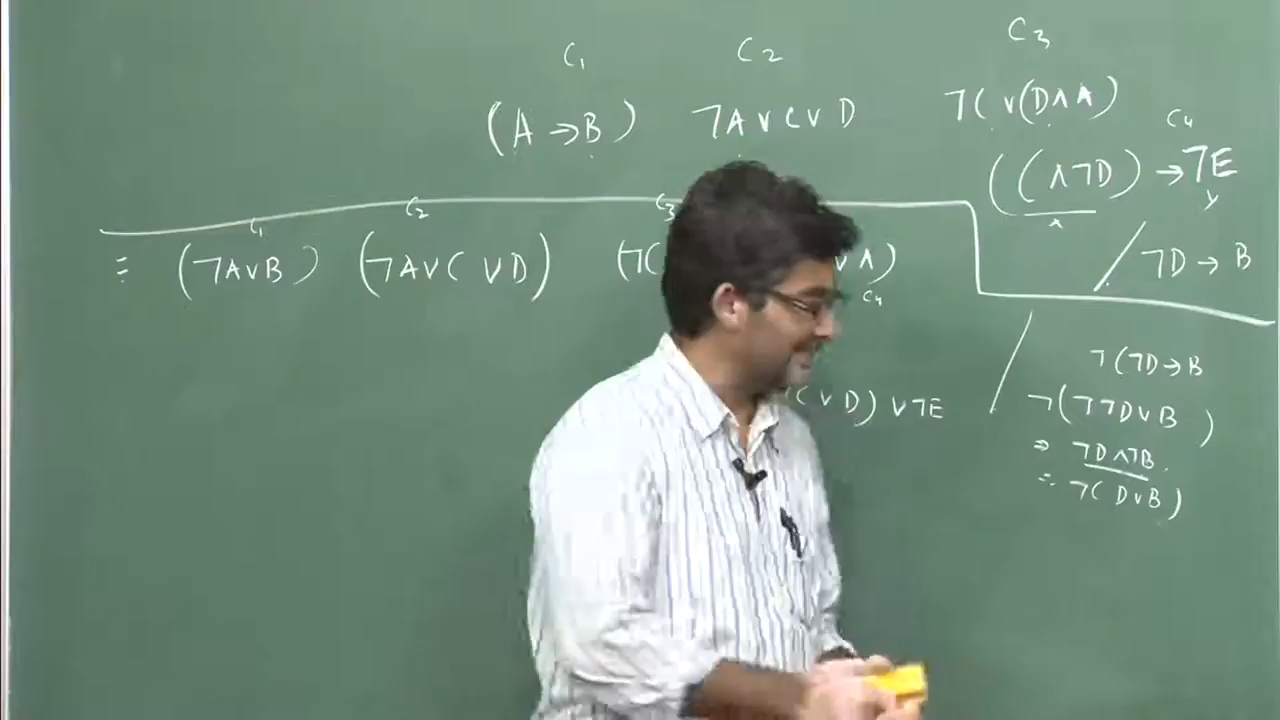 C₁ C₂ C₃
(A → B) ¬A ∨ C ∨ D ¬C ∨ (D ∧ A)
C₄
((C ∧ ¬D) → ¬E
x y
/ ¬D → B
C₁ C₂ C₃
≡ (¬A ∨ B) (¬A ∨ C ∨ D) (¬C ∨ A)
C₄
¬(¬D → B
C ∨ D) ∨ ¬E / ¬(¬¬D ∨ B)
⇒ ¬D ∧ ¬B.
∴ ¬(D ∨ B)